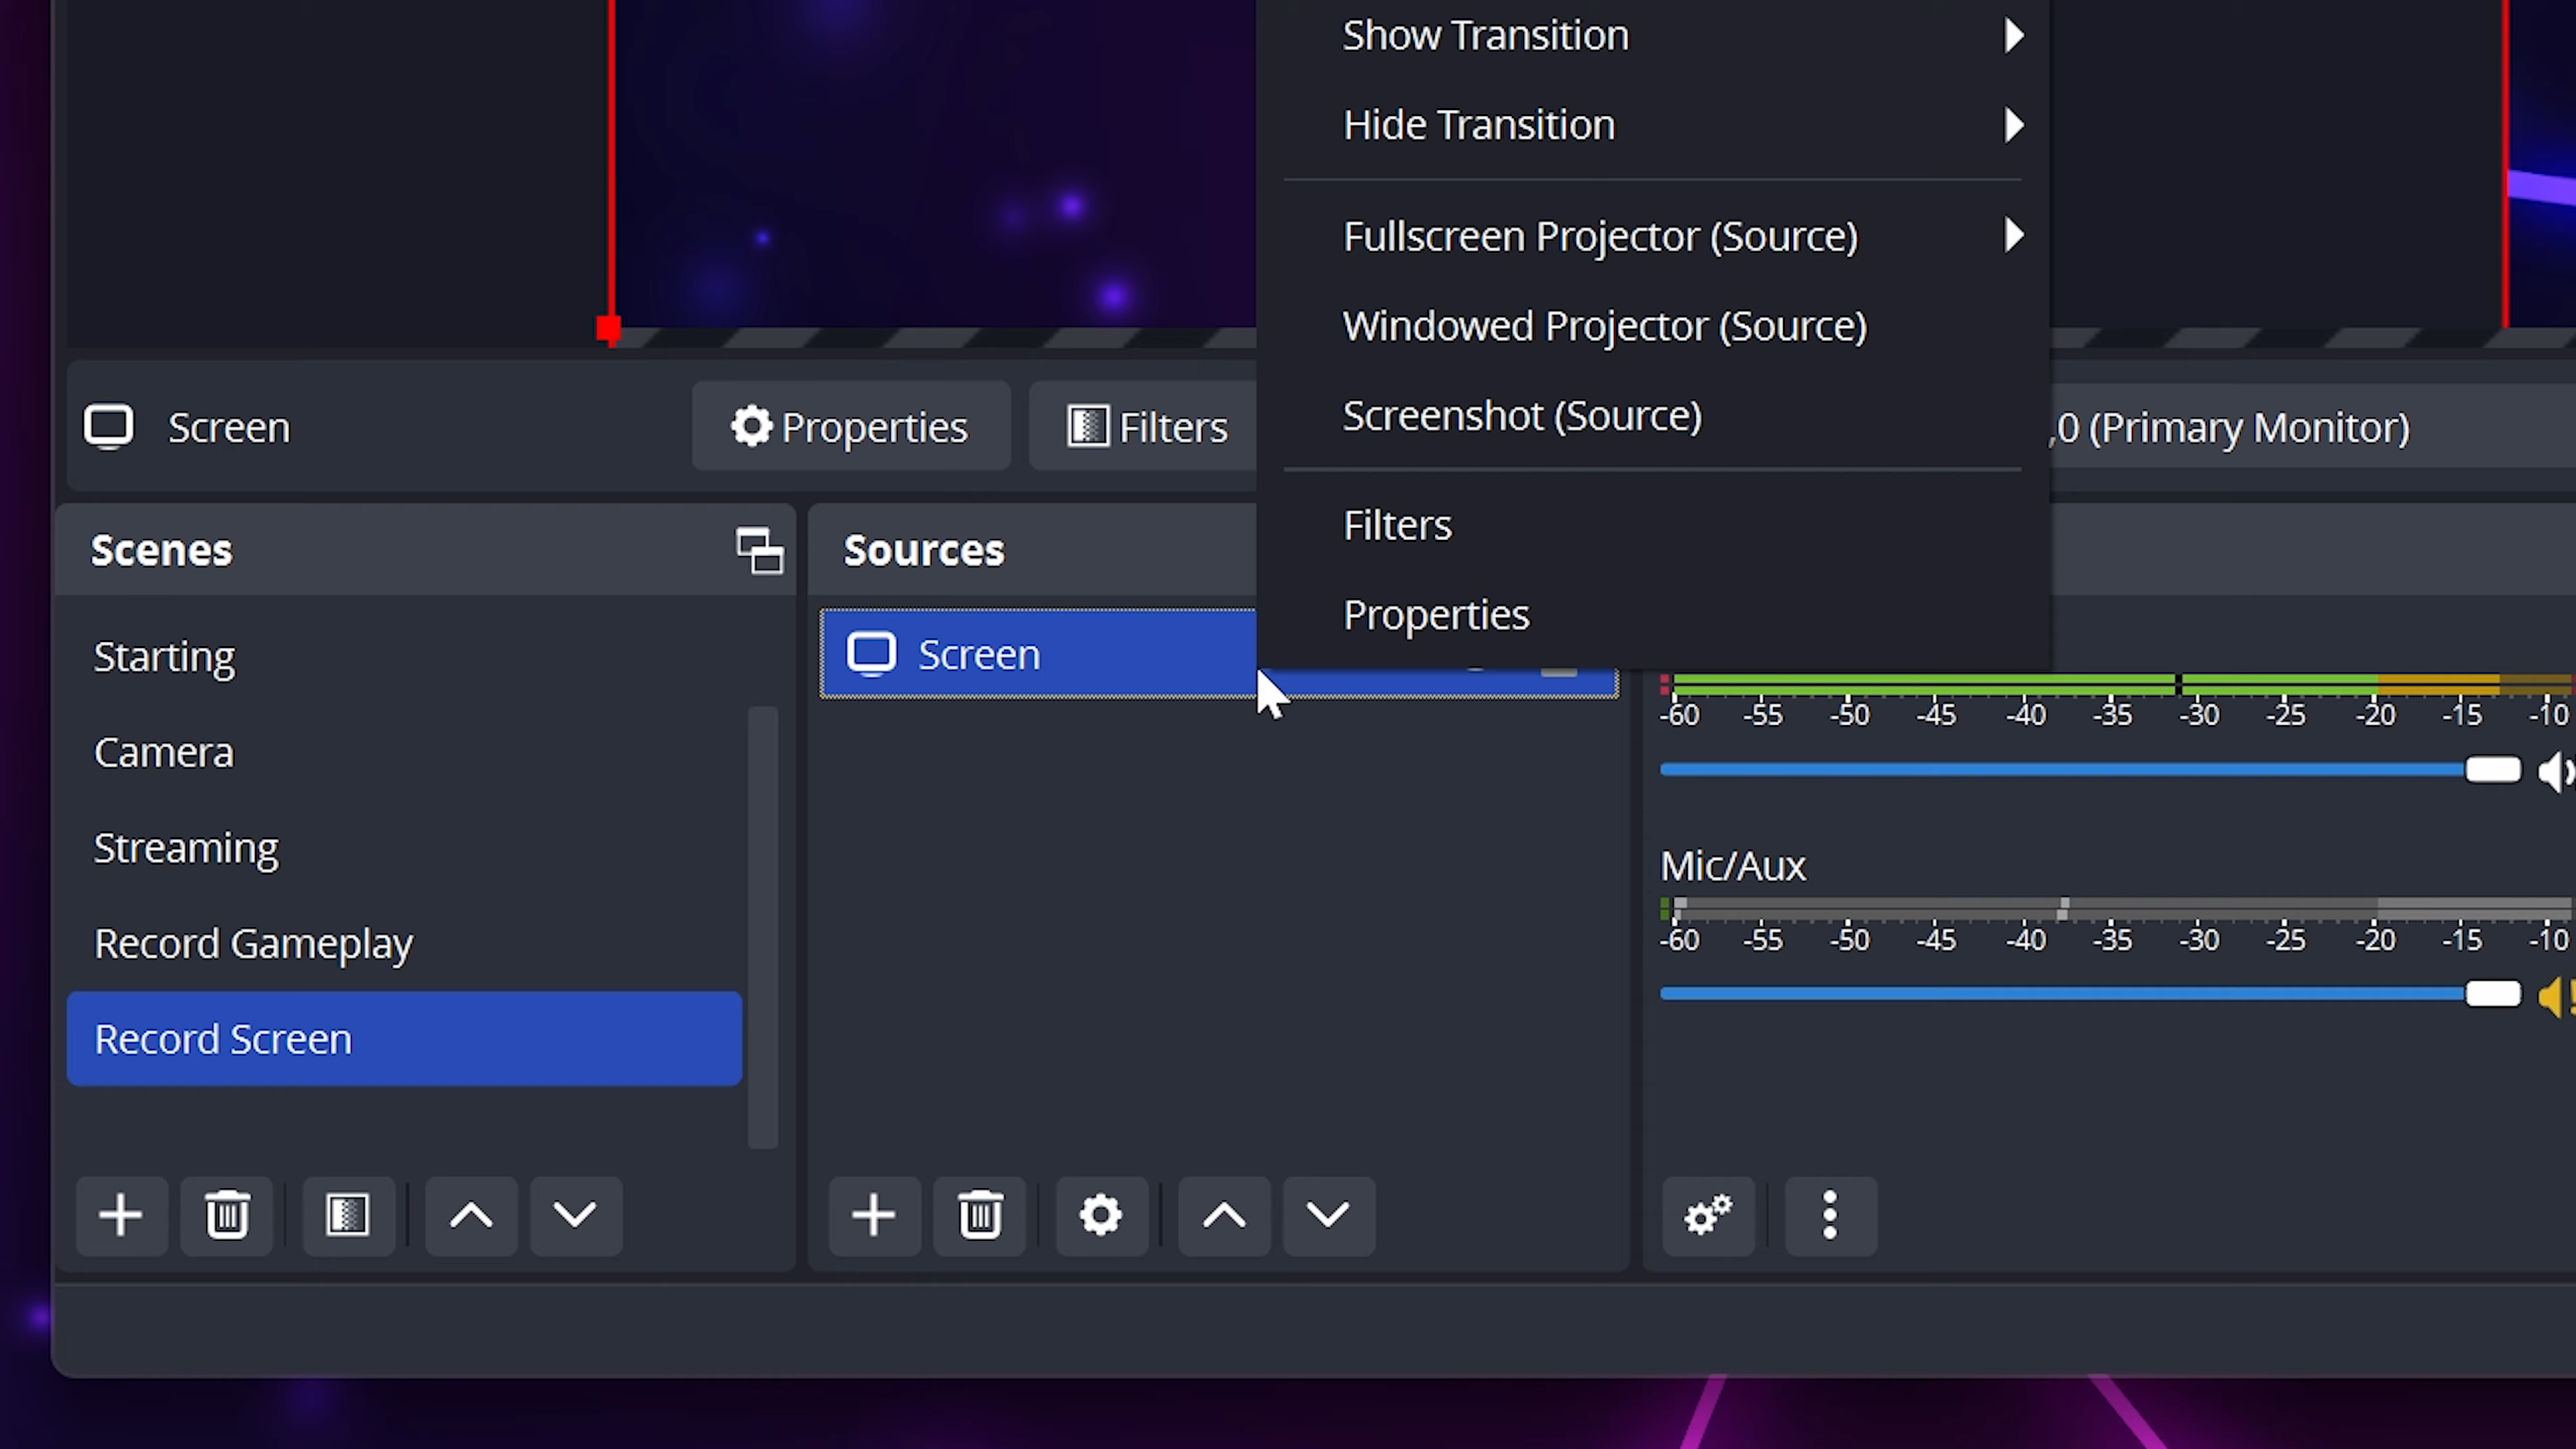 Show Transition
Hide Transition
Fullscreen Projector (Source)
Windowed Projector (Source)
Screenshot (Source)
Filters
Properties
Screen
Properties
Filters
,0 (Primary Monitor)
Scenes
Starting
Camera
Streaming
Record Gameplay
Record Screen
Sources
Screen
-60 -55 -50 -45 -40 -35 -30 -25 -20 -15 -10
Mic/Aux
-60 -55 -50 -45 -40 -35 -30 -25 -20 -15 -10